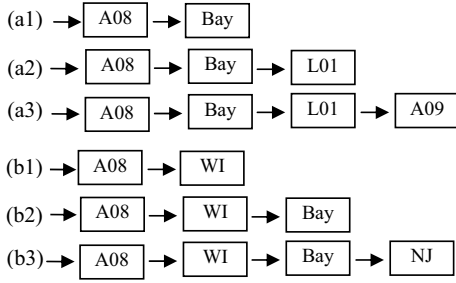 (a1) A08 Bay
(a2) A08 Bay L01
(a3) A08 Bay L01 A09
(b1) A08 WI
(b2) A08 WI Bay
(b3) A08 WI Bay NJ